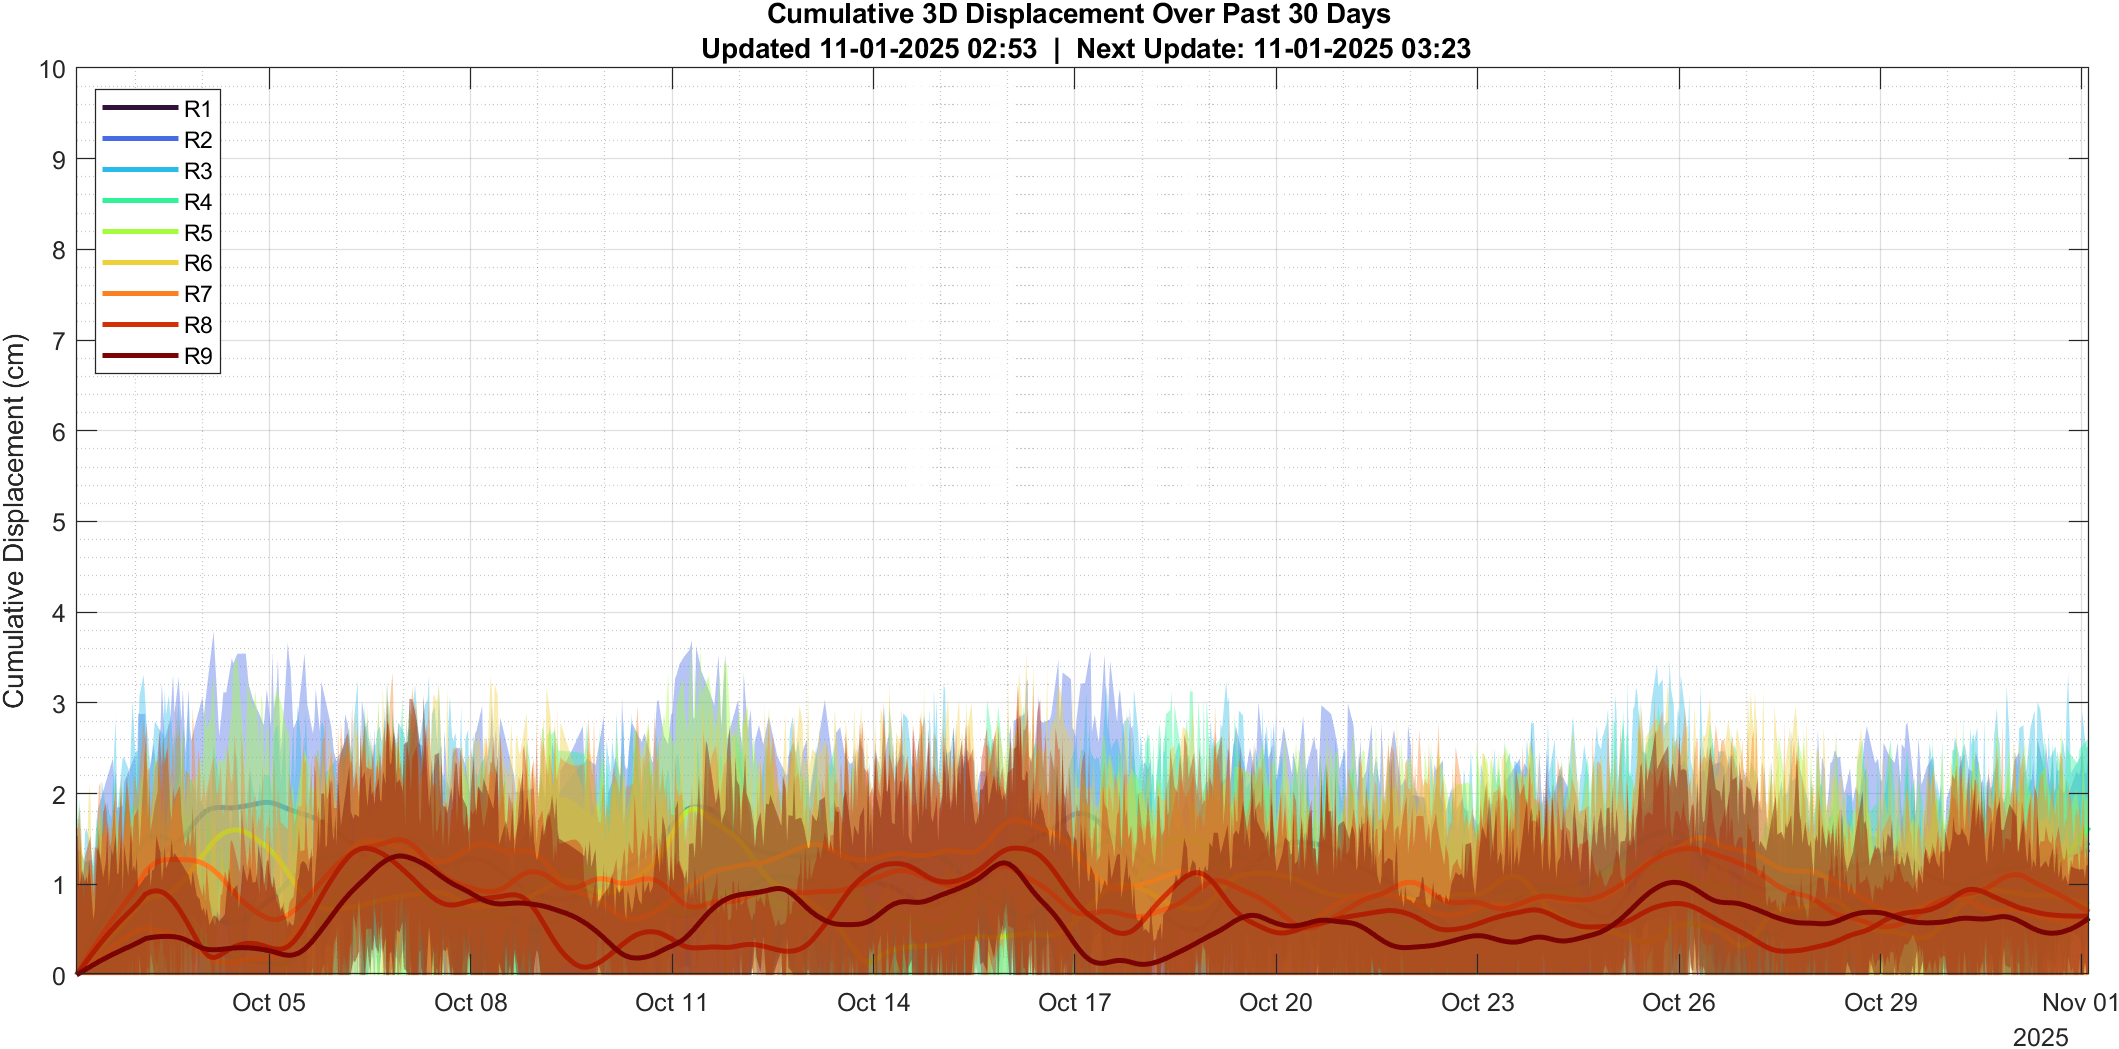 Cumulative 3D Displacement Over Past 30 Days
Updated 11-01-2025 02:53 | Next Update: 11-01-2025 03:23
Cumulative Displacement (cm)
10
9
8
7
6
5
4
3
2
1
0
R1
R2
R3
R4
R5
R6
R7
R8
R9
Oct 05 Oct 08 Oct 11 Oct 14 Oct 17 Oct 20 Oct 23 Oct 26 Oct 29 Nov 01
2025